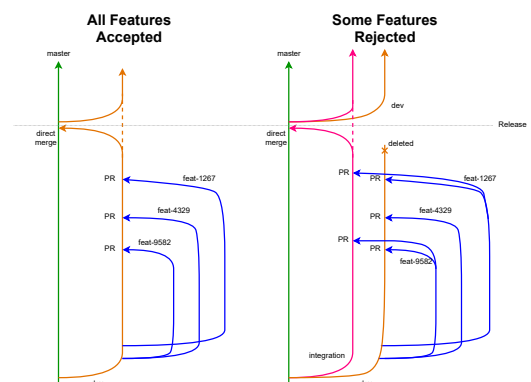 All Features
Accepted
master
direct
merge
PR
feat-1267
PR
feat-4329
PR
feat-9582
Some Features
Rejected
master
dev
Release
direct
merge
deleted
PR
PR
feat-1267
PR
feat-4329
PR
PR
feat-9582
integration